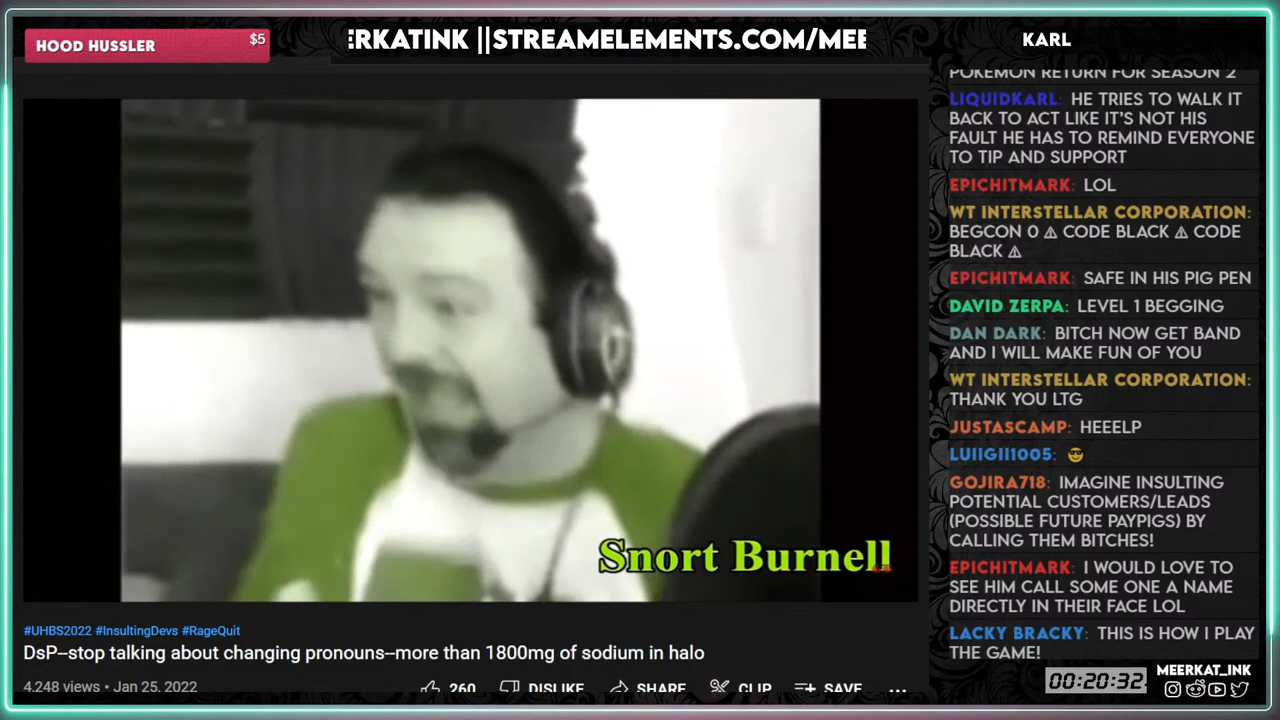 HOOD HUSSLER
$5
ERKATINK ||STREAMELEMENTS.COM/MEE
KARL
POKEMON RETURN FOR SEASON 2
LIQUIDKARL: HE TRIES TO WALK IT
BACK TO ACT LIKE IT'S NOT HIS
FAULT HE HAS TO REMIND EVERYONE
TO TIP AND SUPPORT
EPICHITMARK: LOL
WT INTERSTELLAR CORPORATION:
BEGCON 0 ⚠ CODE BLACK ⚠ CODE
BLACK ⚠
EPICHITMARK: SAFE IN HIS PIG PEN
DAVID ZERPA: LEVEL 1 BEGGING
DAN DARK: BITCH NOW GET BAND
AND I WILL MAKE FUN OF YOU
WT INTERSTELLAR CORPORATION:
THANK YOU LTG
JUSTASCAMP: HEEELP
LUIIGII1005: 😎
GOJIRA718: IMAGINE INSULTING
POTENTIAL CUSTOMERS/LEADS
(POSSIBLE FUTURE PAYPIGS) BY
CALLING THEM BITCHES!
EPICHITMARK: I WOULD LOVE TO
SEE HIM CALL SOME ONE A NAME
DIRECTLY IN THEIR FACE LOL
LACKY BRACKY: THIS IS HOW I PLAY
THE GAME!
Snort Burnell
#UHBS2022 #InsultingDevs #RageQuit
DsP--stop talking about changing pronouns--more than 1800mg of sodium in halo
4,248 views • Jan 25, 2022
260 DISLIKE SHARE CLIP SAVE ...
00:20:32
MEERKAT_INK